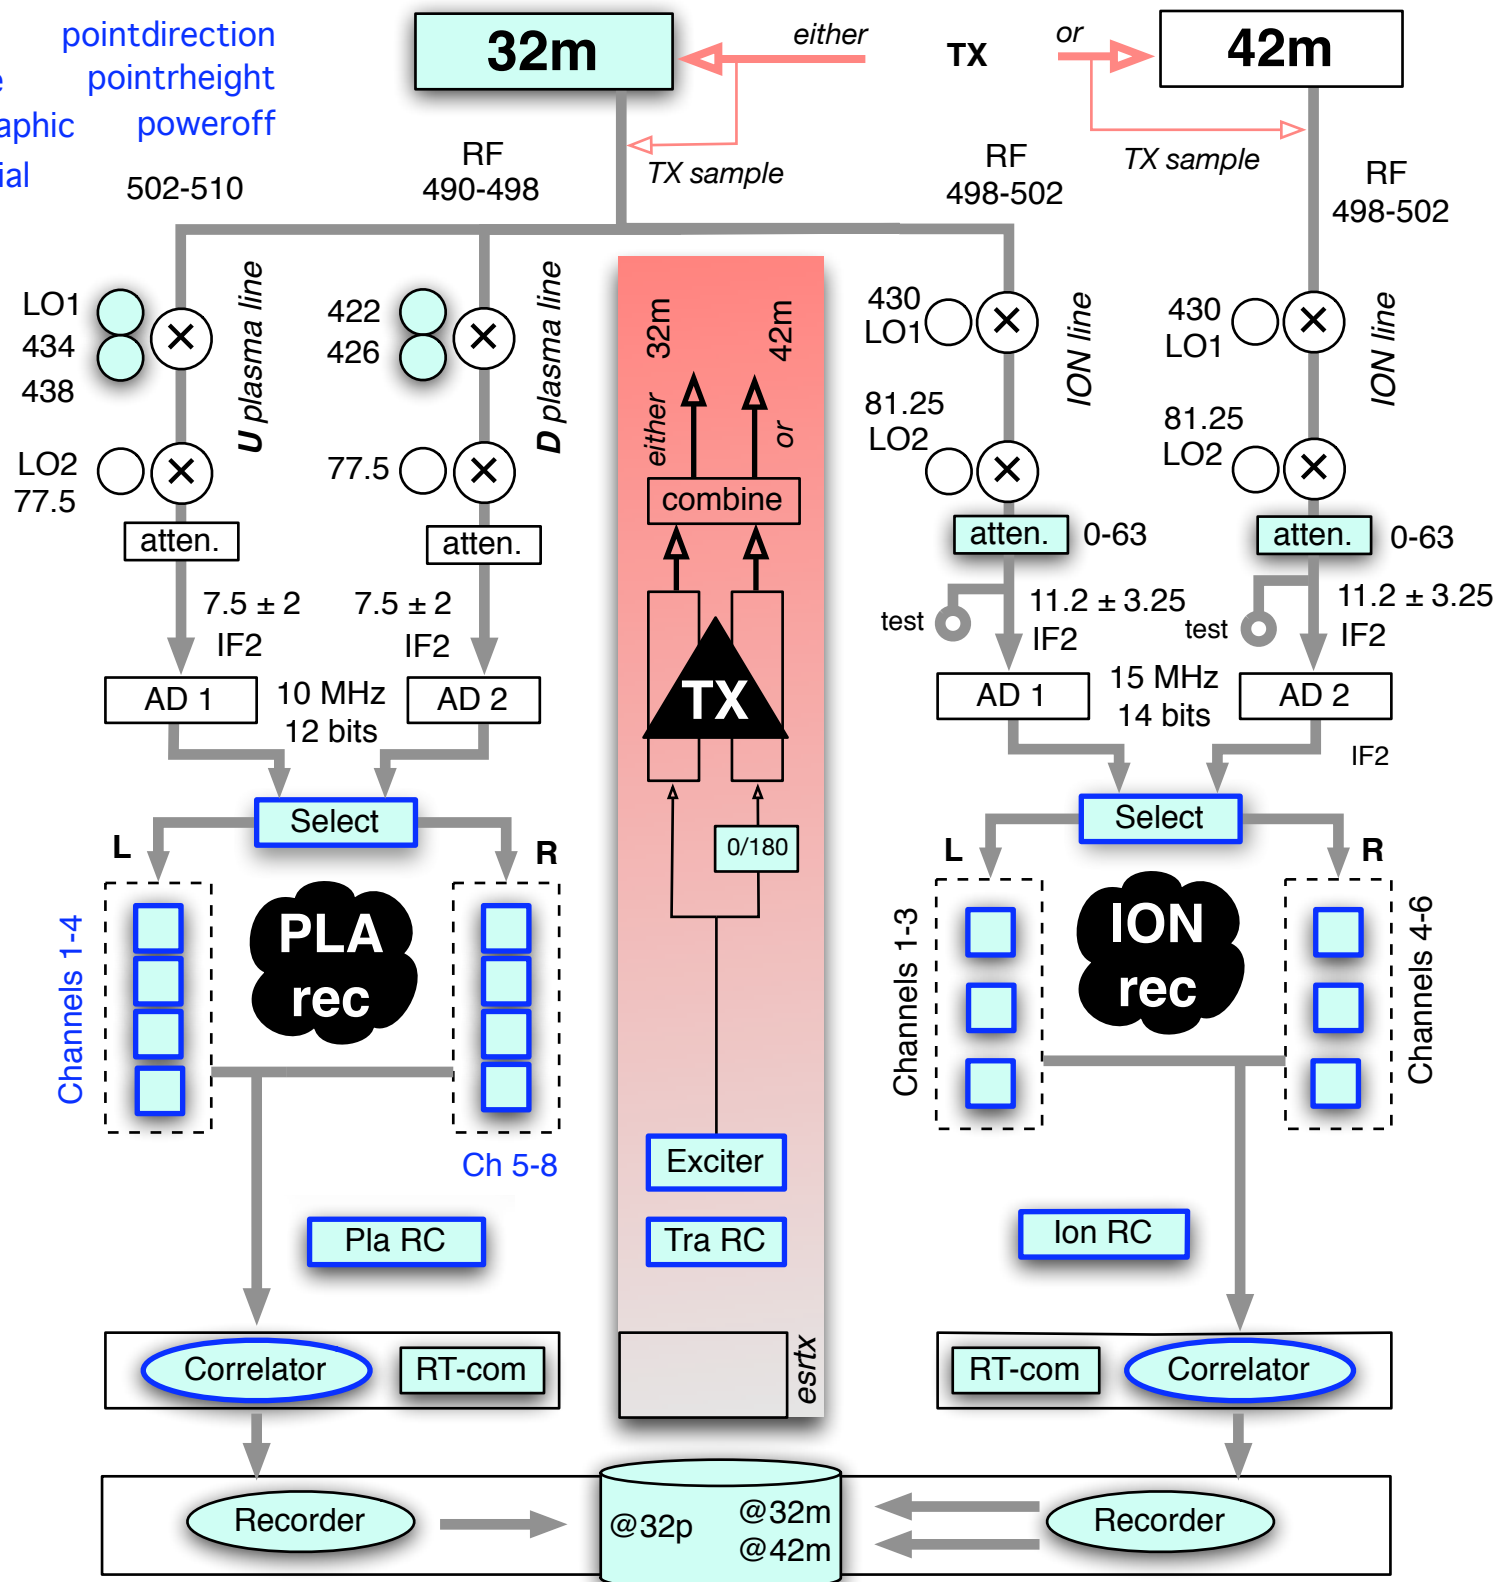 pointdirection
pointrheight
poweroff
32m
either
TX
or
42m
TX sample
TX sample
502-510
RF
490-498
RF
498-502
RF
498-502
LO1
434
438
U plasma line
422
426
D plasma line
LO2
77.5
77.5
atten.
atten.
7.5 ± 2
IF2
7.5 ± 2
IF2
AD 1
10 MHz
12 bits
AD 2
Select
L
R
Channels 1-4
PLA
rec
Ch 5-8
Pla RC
Correlator
RT-com
Recorder
32m
42m
either
or
combine
TX
0/180
Exciter
Tra RC
esrtx
430
LO1
ION line
430
LO1
ION line
81.25
LO2
81.25
LO2
atten.
0-63
atten.
0-63
test
11.2 ± 3.25
IF2
test
11.2 ± 3.25
IF2
AD 1
15 MHz
14 bits
AD 2
IF2
Select
L
R
Channels 1-3
ION
rec
Channels 4-6
Ion RC
RT-com
Correlator
@32p
@32m
@42m
Recorder